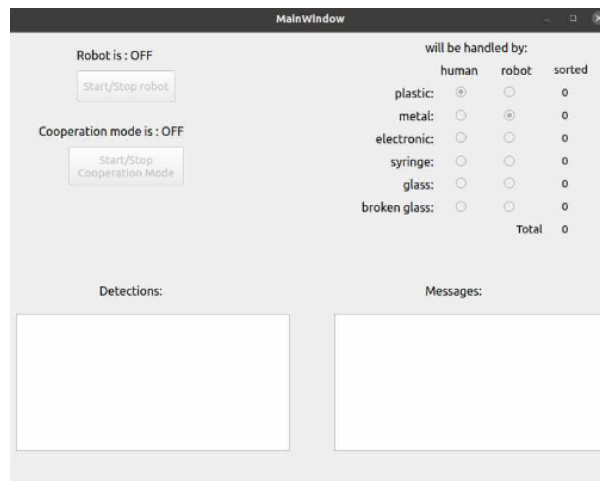 MainWindow
Robot is : OFF
Start/Stop robot
Cooperation mode is : OFF
Start/Stop
Cooperation Mode
will be handled by:
human robot sorted
plastic: 0
metal: 0
electronic: 0
syringe: 0
glass: 0
broken glass: 0
Total 0
Detections:
Messages: